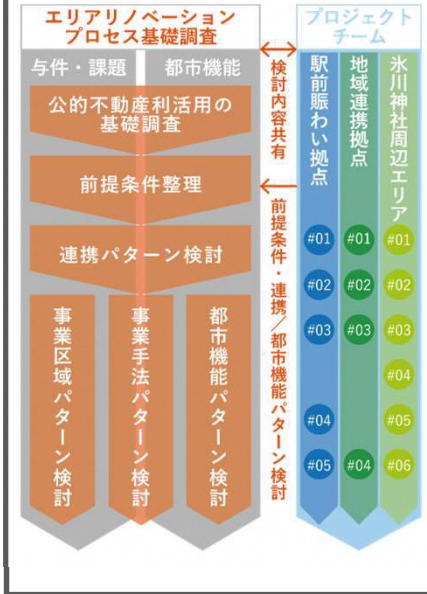 エリアリノベーション
プロセス基礎調査
与件・課題
都市機能
公的不動産利活用の
基礎調査
前提条件整理
連携パターン検討
事業区域パターン検討
事業手法パターン検討
都市機能パターン検討
検討内容共有
前提条件・連携／都市機能パターン検討
プロジェクト
チーム
駅前賑わい拠点
地域連携拠点
氷川神社周辺エリア
#01 #01 #01
#02 #02 #02
#03 #03 #03
#04
#04 #05
#05 #04 #06